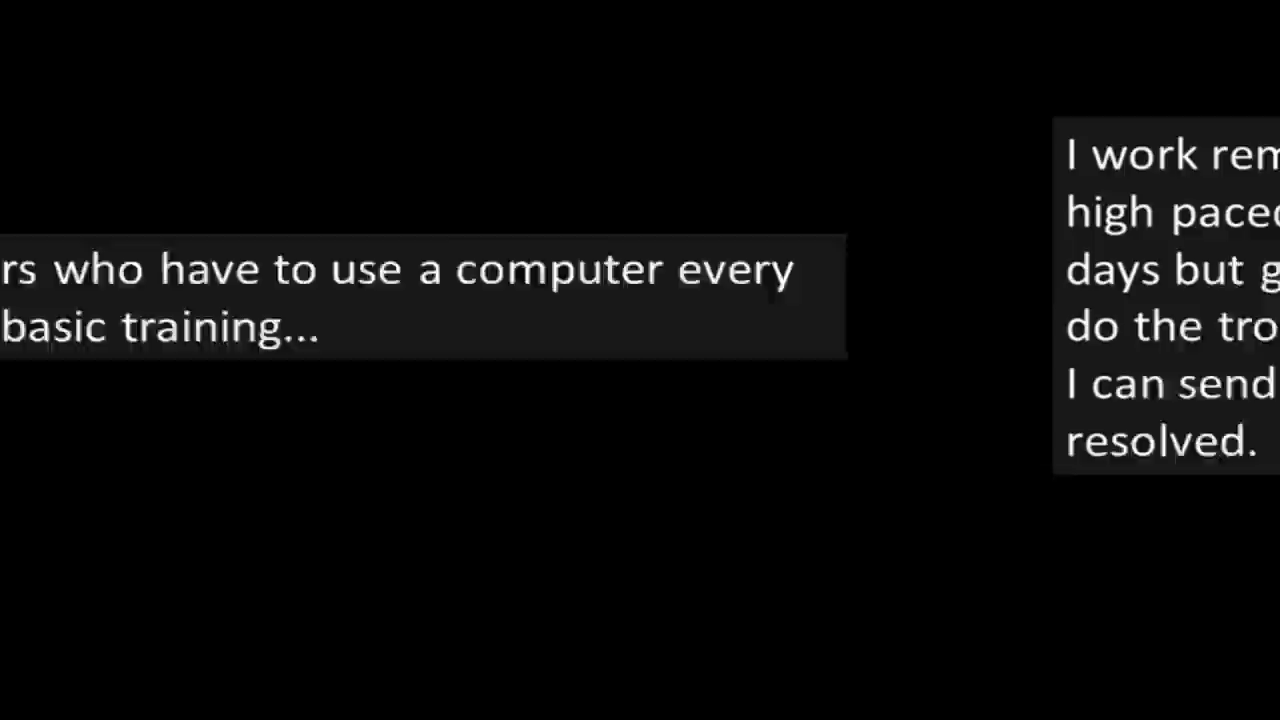 rs who have to use a computer every
basic training...
I work rem
high paced
days but g
do the tro
I can send
resolved.